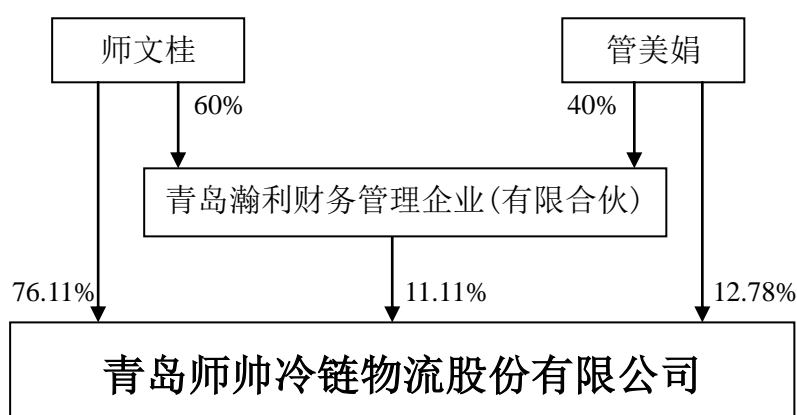 师文桂
管美娟
60%
40%
青岛瀚利财务管理企业(有限合伙)
76.11%
11.11%
12.78%
青岛师帅冷链物流股份有限公司